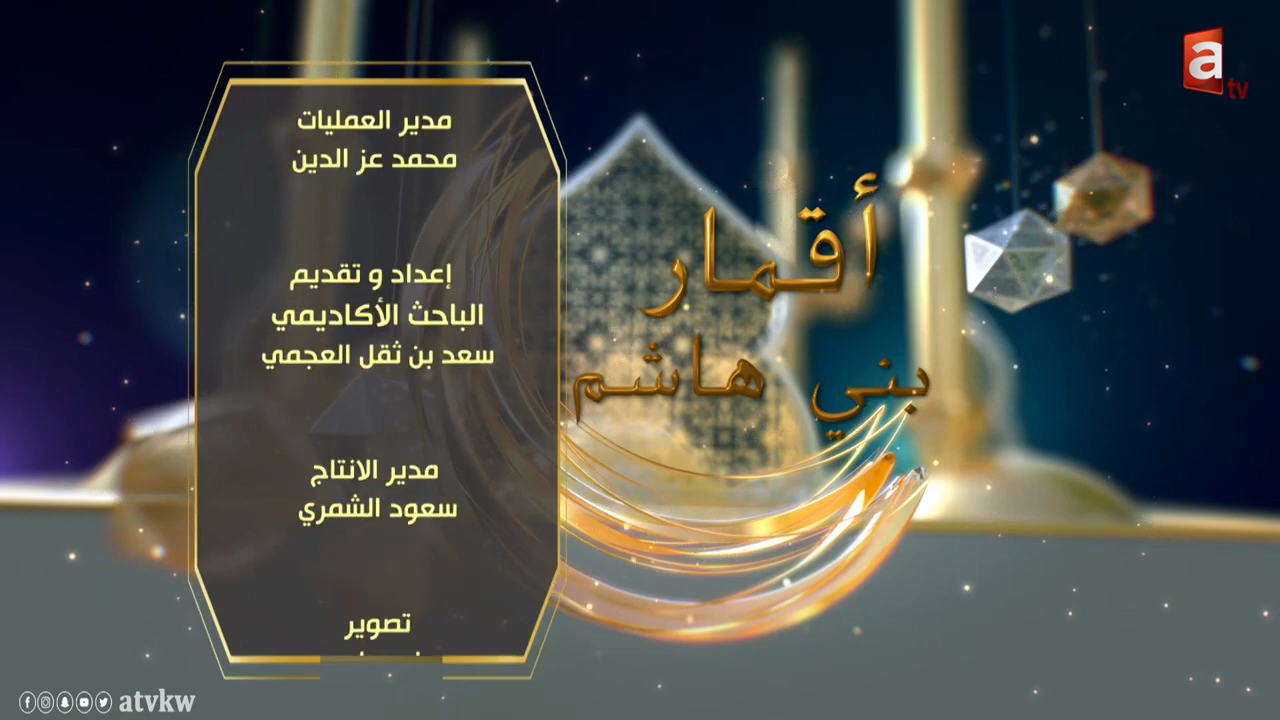 مدير العمليات
محمد عز الدين
إعداد و تقديم
الباحث الأكاديمي
سعد بن ثقل العجمي
مدير الانتاج
سعود الشمري
تصوير
أقمار
بني هاشم
a tv
atvkw